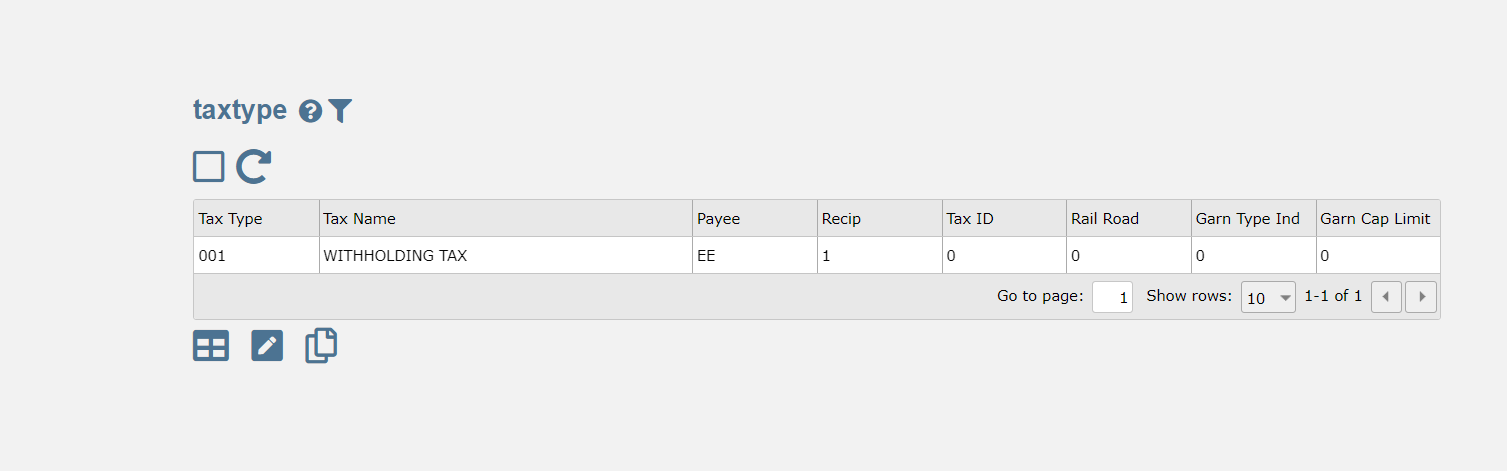 taxtype
Tax Type Tax Name Payee Recip Tax ID Rail Road Garn Type Ind Garn Cap Limit
001 WITHHOLDING TAX EE 1 0 0 0 0
Go to page: 1 Show rows: 10 1-1 of 1